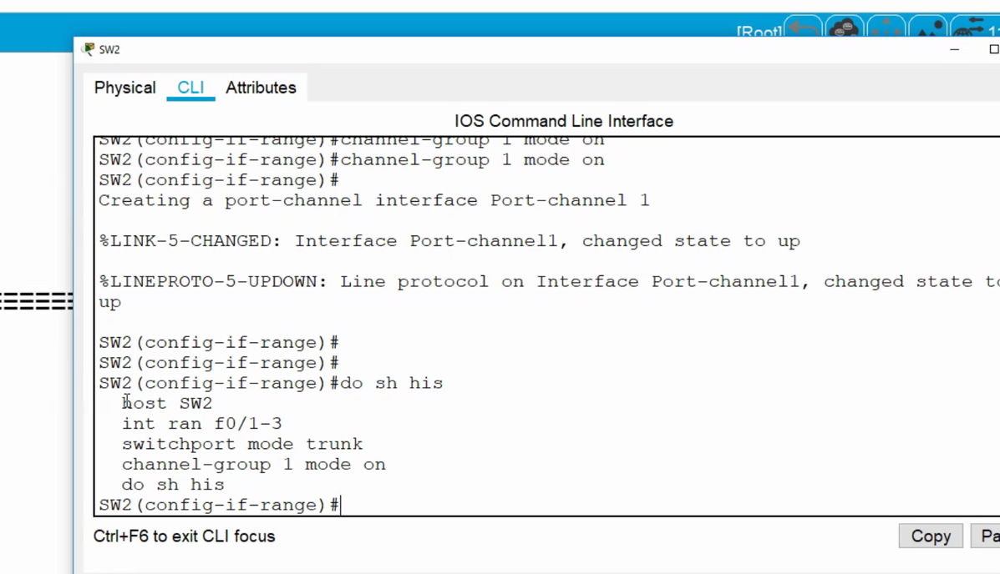 [Root]
SW2
Physical CLI Attributes
IOS Command Line Interface
SW2(config-if-range)#channel-group 1 mode on
SW2(config-if-range)#channel-group 1 mode on
SW2(config-if-range)#
Creating a port-channel interface Port-channel 1
%LINK-5-CHANGED: Interface Port-channel1, changed state to up
%LINEPROTO-5-UPDOWN: Line protocol on Interface Port-channel1, changed state to
up
SW2(config-if-range)#
SW2(config-if-range)#
SW2(config-if-range)#do sh his
host SW2
int ran f0/1-3
switchport mode trunk
channel-group 1 mode on
do sh his
SW2(config-if-range)#
Ctrl+F6 to exit CLI focus
Copy